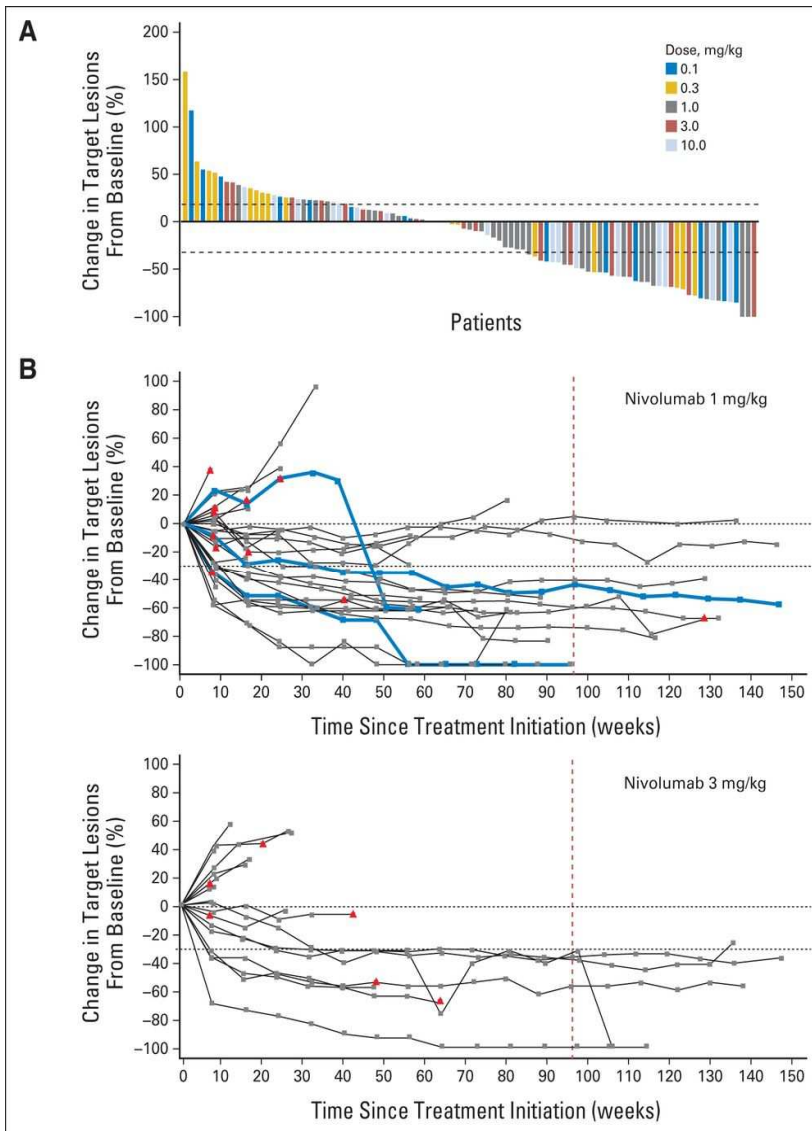 A
Change in Target Lesions
From Baseline (%)
200
150
100
50
0
−50
−100
Dose, mg/kg
0.1
0.3
1.0
3.0
10.0
Patients
B
Change in Target Lesions
From Baseline (%)
100
80
60
40
20
0
−20
−40
−60
−80
−100
Nivolumab 1 mg/kg
0 10 20 30 40 50 60 70 80 90 100 110 120 130 140 150
Time Since Treatment Initiation (weeks)
Change in Target Lesions
From Baseline (%)
100
80
60
40
20
0
−20
−40
−60
−80
−100
Nivolumab 3 mg/kg
0 10 20 30 40 50 60 70 80 90 100 110 120 130 140 150
Time Since Treatment Initiation (weeks)